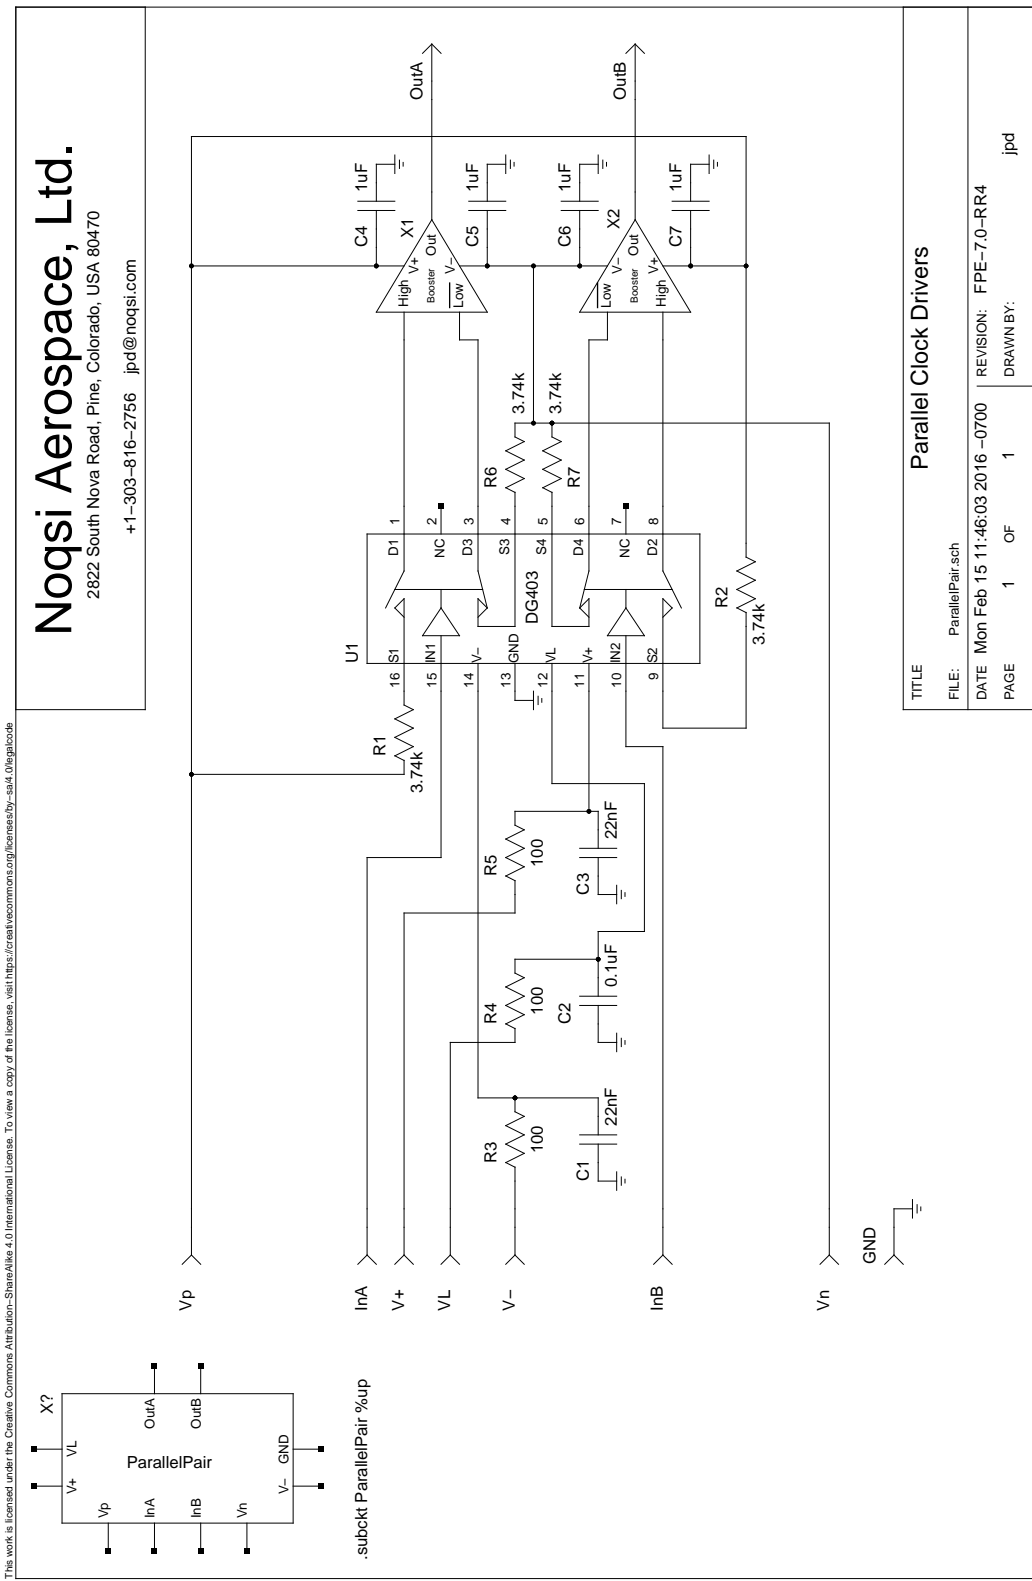 This work is licensed under the Creative Commons Attribution−ShareAlike 4.0 International License. To view a copy of the license, visit https://creativecommons.org/licenses/by−sa/4.0/legalcode
Noqsi Aerospace, Ltd.
2822 South Nova Road, Pine, Colorado, USA 80470
+1−303−816−2756 jpd@noqsi.com
X?
V+
VL
Vp
InA
InB
Vn
OutA
OutB
ParallelPair
V−
GND
.subckt ParallelPair %up
Vp
InA
V+
VL
V−
InB
Vn
GND
R3
100
C1
22nF
R4
100
C2
0.1uF
R5
100
C3
22nF
R1
3.74k
U1
16
S1
15
IN1
14
V−
13
GND
12
VL
11
V+
10
IN2
9
S2
DG403
D1
1
NC
2
D3
3
S3
4
S4
5
D4
6
NC
7
D2
8
R2
3.74k
R6
3.74k
R7
3.74k
High
V+
Booster
Out
Low
V−
X1
C4
1uF
C5
1uF
OutA
Low
V−
Booster
Out
High
V+
X2
C6
1uF
C7
1uF
OutB
TITLE
Parallel Clock Drivers
FILE: ParallelPair.sch
REVISION: FPE−7.0−RR4
DATE Mon Feb 15 11:46:03 2016 −0700
PAGE 1 OF 1
DRAWN BY: jpd